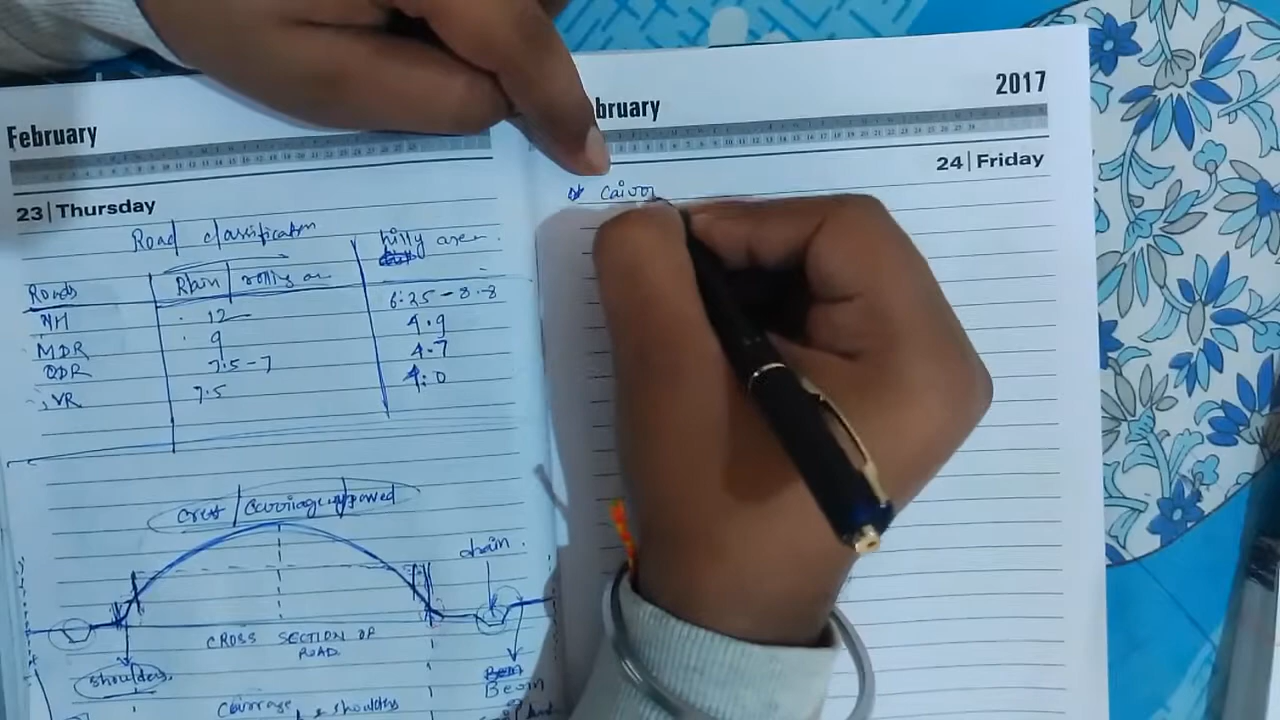 February
23 | Thursday
Road classification
Roads | Plain | rolling ar | hilly area.
NH 12 6.25 - 8.8
MDR 9 4.9
ODR 7.5 - 7 4.7
VR 7.5 4.0
crest / carriageway/paved
drain.
CROSS SECTION OF
ROAD
shoulders.
Berm
Carriage
& shoulders
bruary 2017
24 | Friday